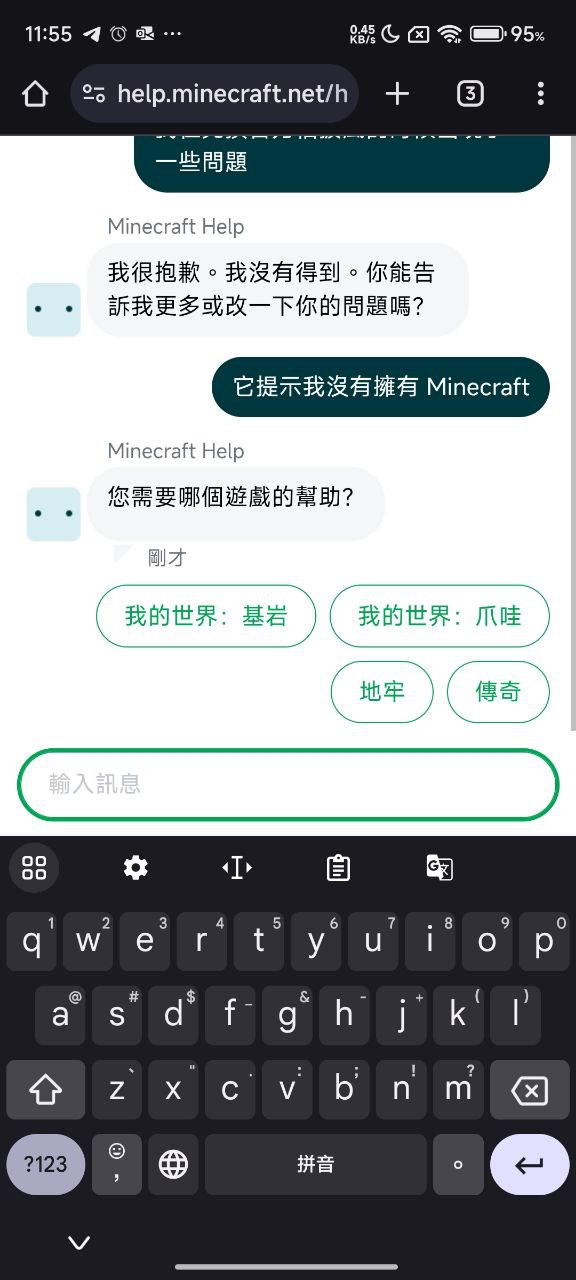 11:55
0.45
KB/s
95%
help.minecraft.net/h
3
一些問題
Minecraft Help
我很抱歉。我沒有得到。你能告
訴我更多或改一下你的問題嗎？
它提示我沒有擁有 Minecraft
Minecraft Help
您需要哪個遊戲的幫助？
剛才
我的世界：基岩
我的世界：爪哇
地牢
傳奇
輸入訊息
q 1 w 2 e 3 r 4 t 5 y 6 u 7 i 8 o 9 p 0
a @ s # d $ f _ g & h - j + k ( l )
z ` x " c . v : b ; n ! m ?
?123 , 拼音 。